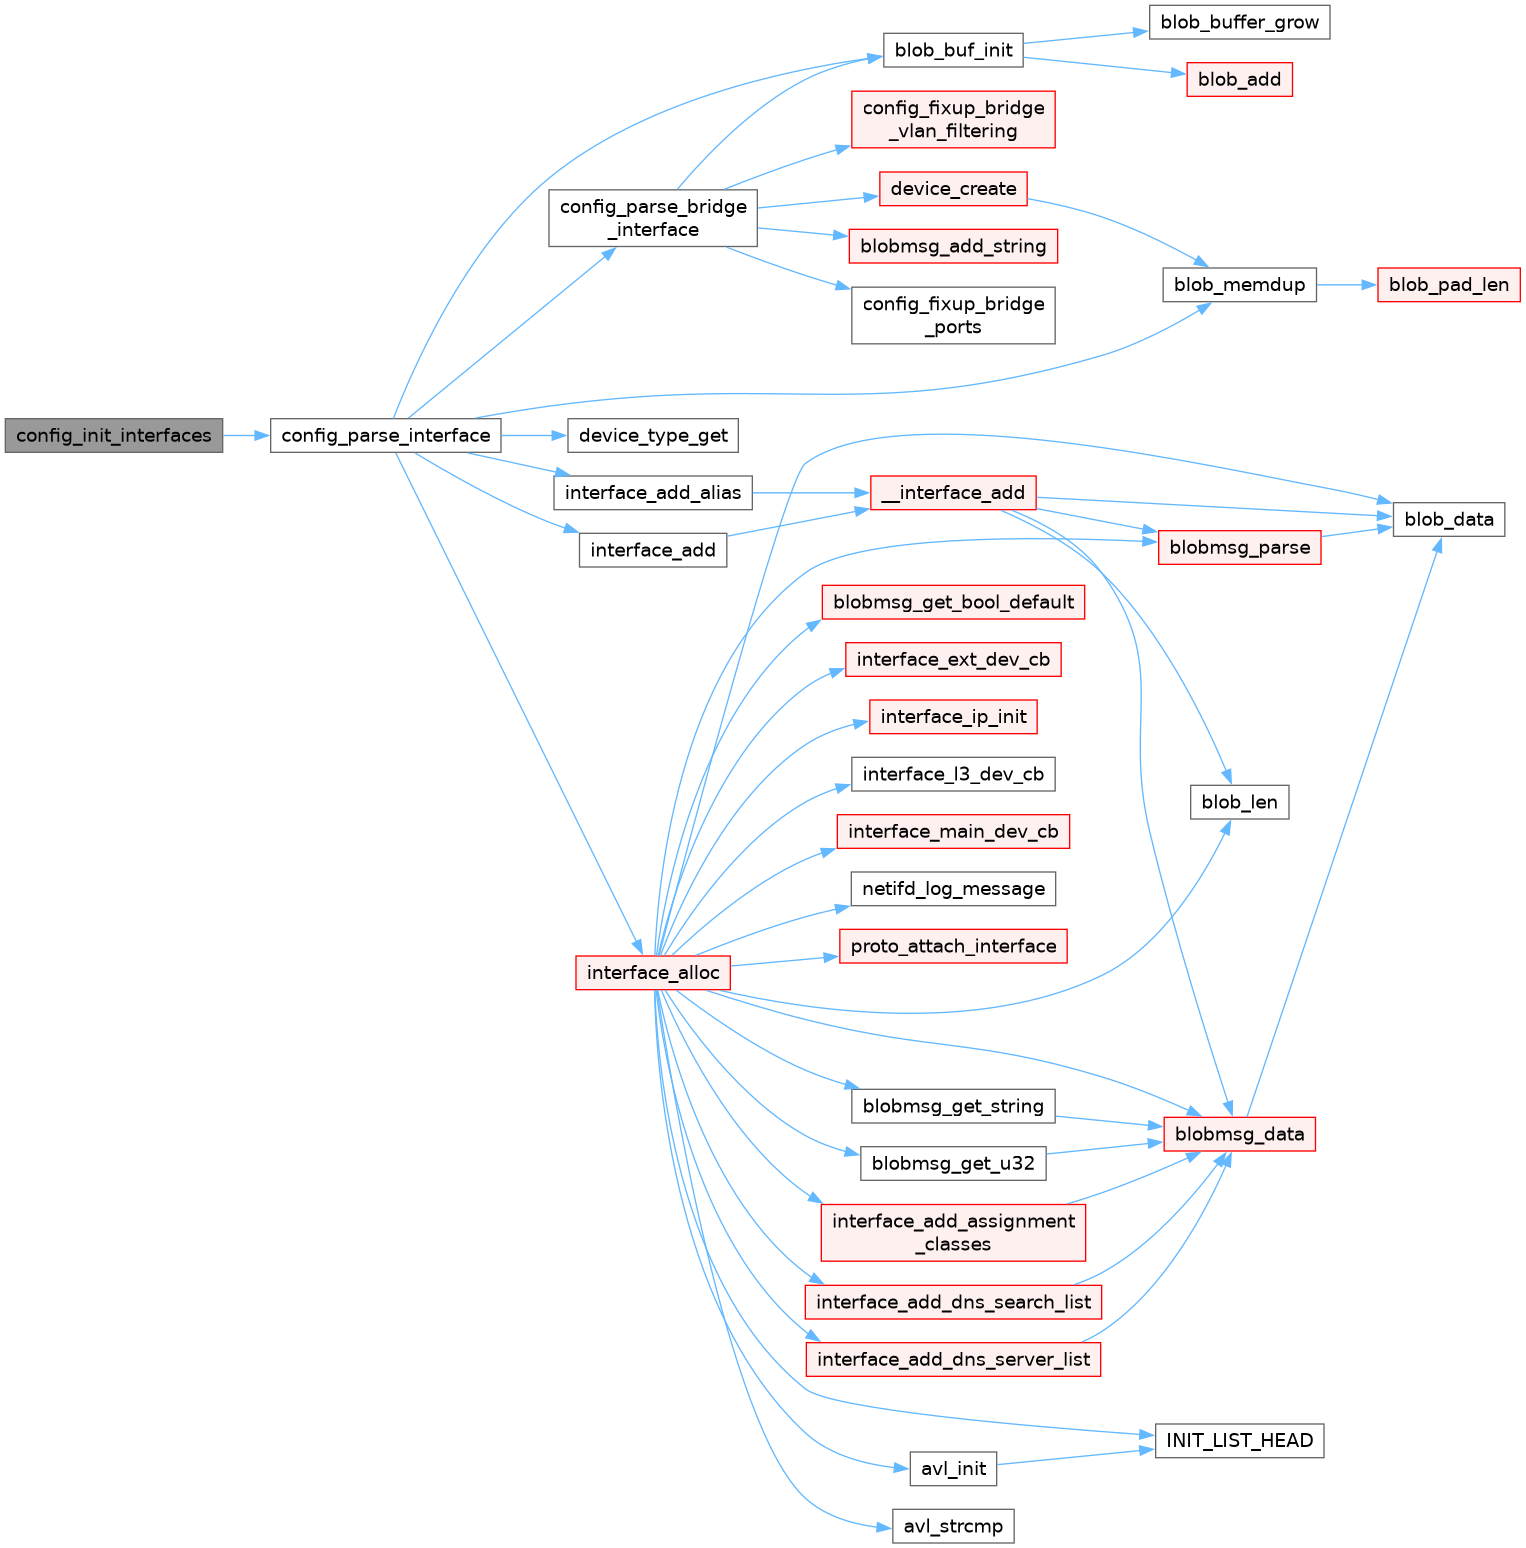 blob_buffer_grow
blob_buf_init
blob_add
config_fixup_bridge
_vlan_filtering
device_create
config_parse_bridge
_interface
blobmsg_add_string
blob_memdup
blob_pad_len
config_fixup_bridge
_ports
config_init_interfaces
config_parse_interface
device_type_get
interface_add_alias
__interface_add
blob_data
interface_add
blobmsg_parse
blobmsg_get_bool_default
interface_ext_dev_cb
interface_ip_init
interface_l3_dev_cb
blob_len
interface_main_dev_cb
netifd_log_message
proto_attach_interface
interface_alloc
blobmsg_get_string
blobmsg_data
blobmsg_get_u32
interface_add_assignment
_classes
interface_add_dns_search_list
interface_add_dns_server_list
INIT_LIST_HEAD
avl_init
avl_strcmp